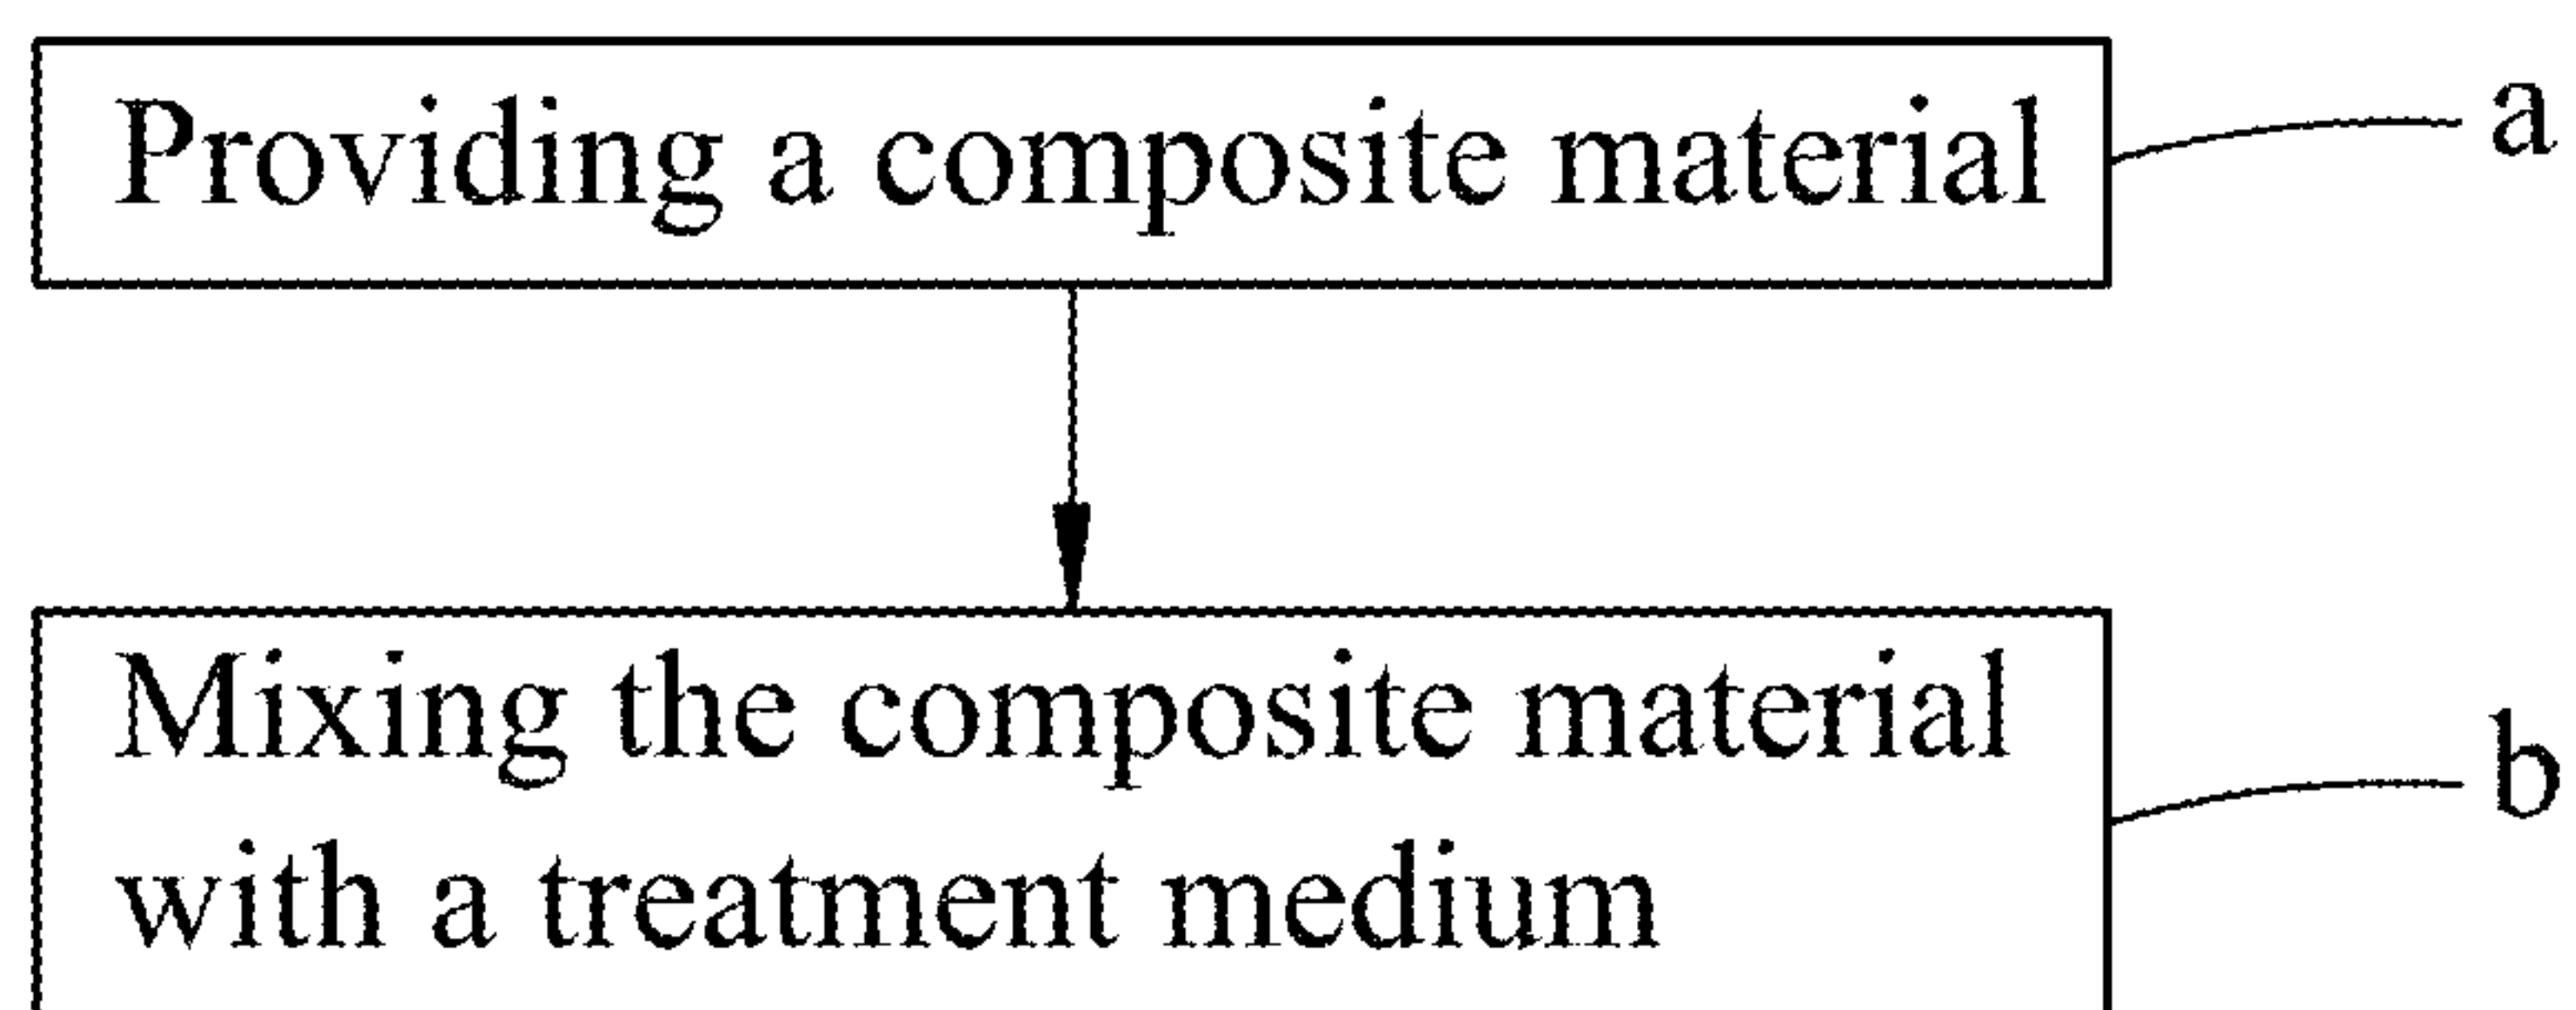 Providing a composite material
a
Mixing the composite material
with a treatment medium
b